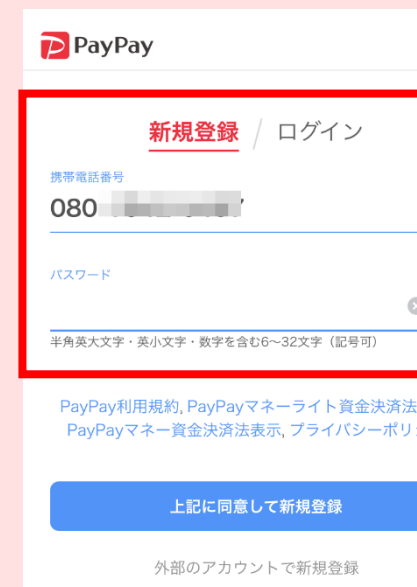 PayPay
新規登録 / ログイン
携帯電話番号
080
パスワード
半角英大文字・英小文字・数字を含む6〜32文字（記号可）
PayPay利用規約, PayPayマネーライト資金決済法
PayPayマネー資金決済法表示, プライバシーポリ
上記に同意して新規登録
外部のアカウントで新規登録